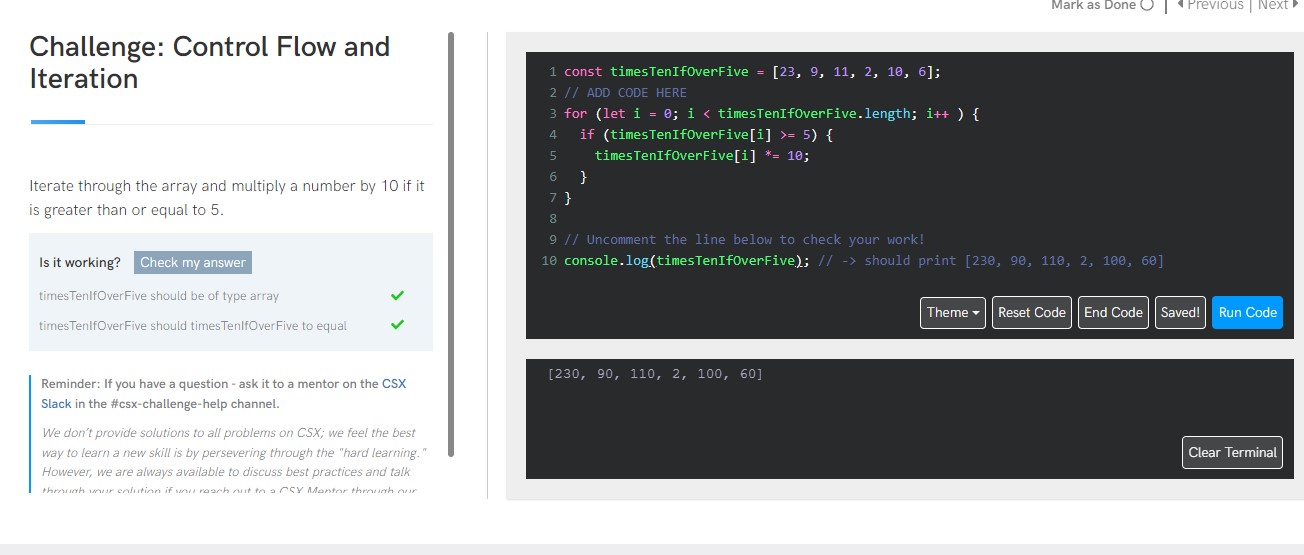 Mark as Done Previous | Next
Challenge: Control Flow and
Iteration
Iterate through the array and multiply a number by 10 if it
is greater than or equal to 5.
Is it working? Check my answer
timesTenIfOverFive should be of type array
timesTenIfOverFive should timesTenIfOverFive to equal
Reminder: If you have a question - ask it to a mentor on the CSX
Slack in the #csx-challenge-help channel.
We don't provide solutions to all problems on CSX; we feel the best
way to learn a new skill is by persevering through the "hard learning."
However, we are always available to discuss best practices and talk
through your solution if you reach out to a CSX Mentor through our
1 const timesTenIfOverFive = [23, 9, 11, 2, 10, 6];
2 // ADD CODE HERE
3 for (let i = 0; i < timesTenIfOverFive.length; i++ ) {
4   if (timesTenIfOverFive[i] >= 5) {
5     timesTenIfOverFive[i] *= 10;
6   }
7 }
8
9 // Uncomment the line below to check your work!
10 console.log(timesTenIfOverFive); // -> should print [230, 90, 110, 2, 100, 60]
Theme Reset Code End Code Saved! Run Code
[230, 90, 110, 2, 100, 60]
Clear Terminal